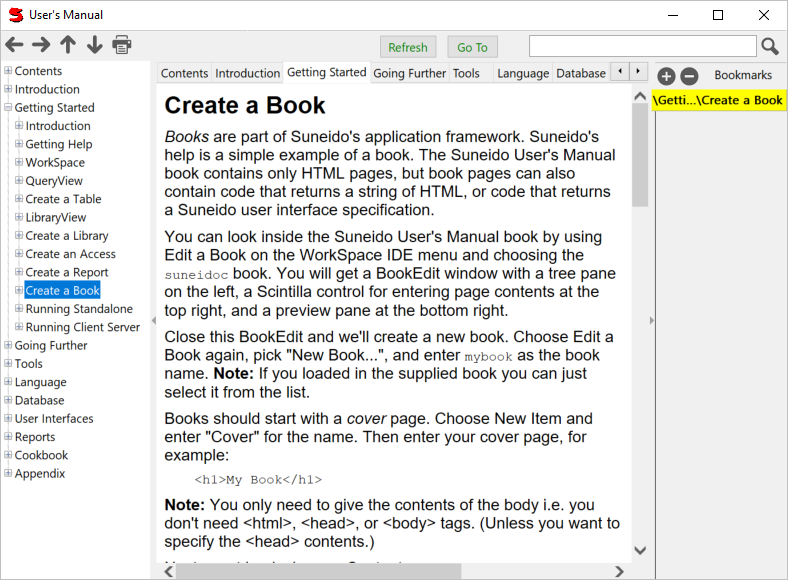 User's Manual
Refresh
Go To
Contents
Introduction
Getting Started
Introduction
Getting Help
WorkSpace
QueryView
Create a Table
LibraryView
Create a Library
Create an Access
Create a Report
Create a Book
Running Standalone
Running Client Server
Going Further
Tools
Language
Database
User Interfaces
Reports
Cookbook
Appendix
Contents Introduction Getting Started Going Further Tools Language Database
Create a Book
Books are part of Suneido's application framework. Suneido's
help is a simple example of a book. The Suneido User's Manual
book contains only HTML pages, but book pages can also
contain code that returns a string of HTML, or code that returns
a Suneido user interface specification.
You can look inside the Suneido User's Manual book by using
Edit a Book on the WorkSpace IDE menu and choosing the
suneidoc book. You will get a BookEdit window with a tree pane
on the left, a Scintilla control for entering page contents at the
top right, and a preview pane at the bottom right.
Close this BookEdit and we'll create a new book. Choose Edit a
Book again, pick "New Book...", and enter mybook as the book
name. Note: If you loaded in the supplied book you can just
select it from the list.
Books should start with a cover page. Choose New Item and
enter "Cover" for the name. Then enter your cover page, for
example:
<h1>My Book</h1>
Note: You only need to give the contents of the body i.e. you
don't need <html>, <head>, or <body> tags. (Unless you want to
specify the <head> contents.)
Bookmarks
\Getti...\Create a Book